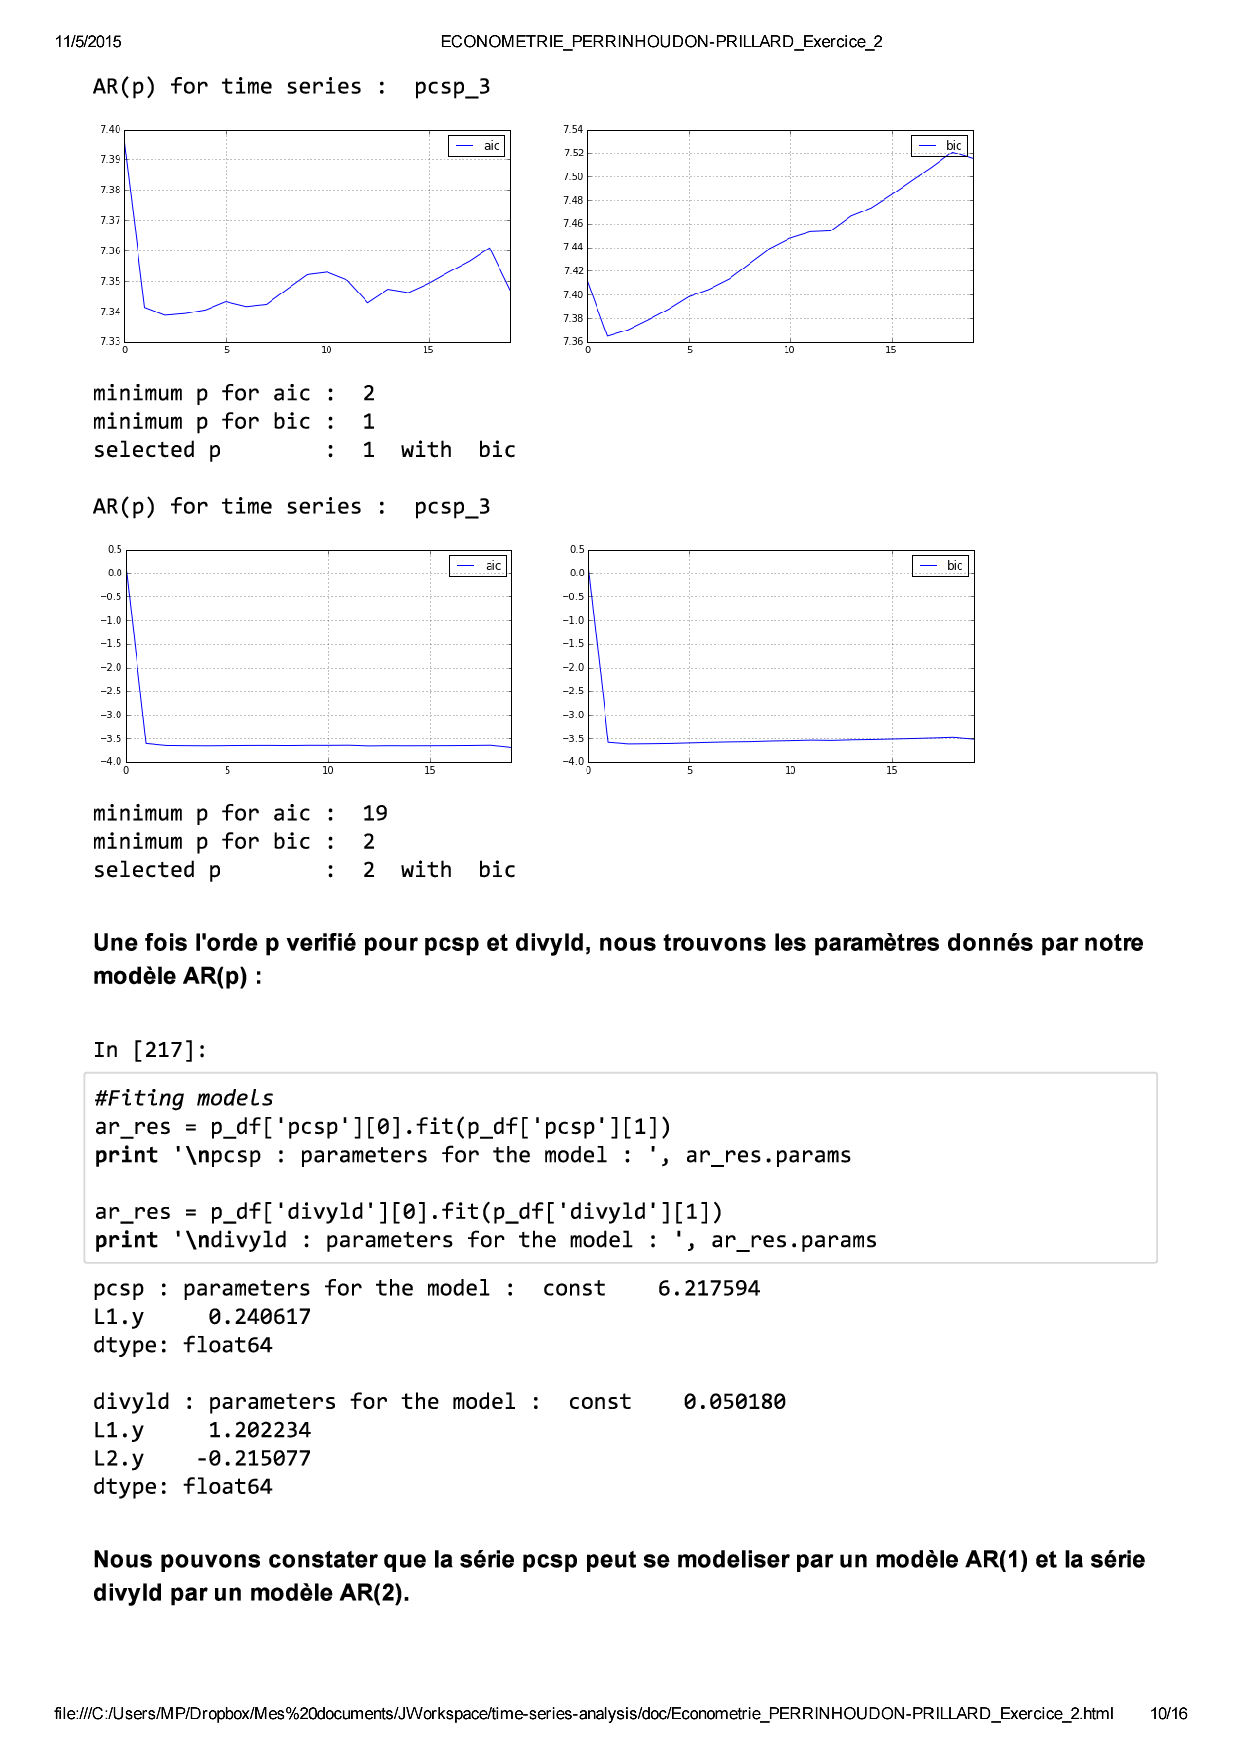 11/5/2015 ECONOMETRIE_PERRINHOUDON-PRILLARD_Exercice_2
AR(p) for time series :  pcsp_3
7.40
7.39
7.38
7.37
7.36
7.35
7.34
7.33
0 5 10 15
aic
7.54
7.52
7.50
7.48
7.46
7.44
7.42
7.40
7.38
7.36
0 5 10 15
bic
minimum p for aic :  2
minimum p for bic :  1
selected p        :  1  with  bic
AR(p) for time series :  pcsp_3
0.5
0.0
−0.5
−1.0
−1.5
−2.0
−2.5
−3.0
−3.5
−4.0
0 5 10 15
aic
0.5
0.0
−0.5
−1.0
−1.5
−2.0
−2.5
−3.0
−3.5
−4.0
0 5 10 15
bic
minimum p for aic :  19
minimum p for bic :  2
selected p        :  2  with  bic
Une fois l'orde p verifié pour pcsp et divyld, nous trouvons les paramètres donnés par notre
modèle AR(p) :
In [217]:
#Fiting models
ar_res = p_df['pcsp'][0].fit(p_df['pcsp'][1])
print '\npcsp : parameters for the model : ', ar_res.params
ar_res = p_df['divyld'][0].fit(p_df['divyld'][1])
print '\ndivyld : parameters for the model : ', ar_res.params
pcsp : parameters for the model :  const    6.217594
L1.y     0.240617
dtype: float64
divyld : parameters for the model :  const    0.050180
L1.y     1.202234
L2.y    -0.215077
dtype: float64
Nous pouvons constater que la série pcsp peut se modeliser par un modèle AR(1) et la série
divyld par un modèle AR(2).
file:///C:/Users/MP/Dropbox/Mes%20documents/JWorkspace/time-series-analysis/doc/Econometrie_PERRINHOUDON-PRILLARD_Exercice_2.html 10/16